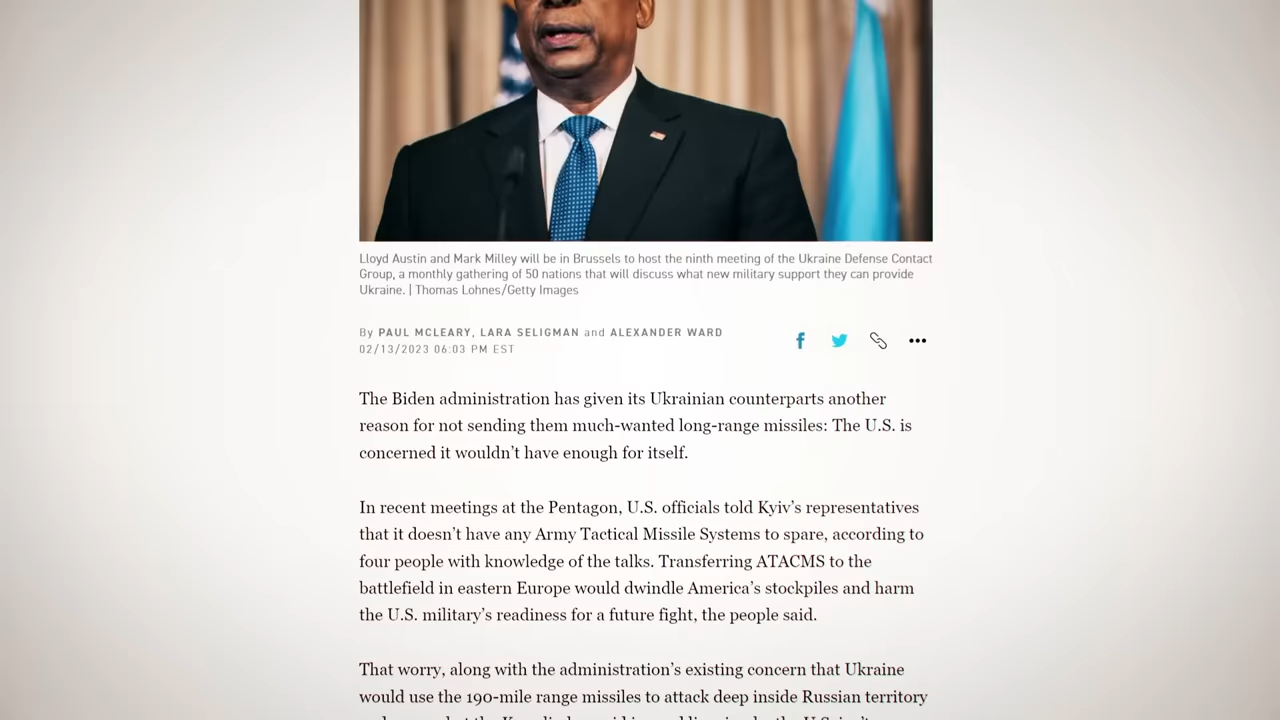 Lloyd Austin and Mark Milley will be in Brussels to host the ninth meeting of the Ukraine Defense Contact
Group, a monthly gathering of 50 nations that will discuss what new military support they can provide
Ukraine. | Thomas Lohnes/Getty Images
By PAUL MCLEARY, LARA SELIGMAN and ALEXANDER WARD
02/13/2023 06:03 PM EST
The Biden administration has given its Ukrainian counterparts another
reason for not sending them much-wanted long-range missiles: The U.S. is
concerned it wouldn’t have enough for itself.
In recent meetings at the Pentagon, U.S. officials told Kyiv’s representatives
that it doesn’t have any Army Tactical Missile Systems to spare, according to
four people with knowledge of the talks. Transferring ATACMS to the
battlefield in eastern Europe would dwindle America’s stockpiles and harm
the U.S. military’s readiness for a future fight, the people said.
That worry, along with the administration’s existing concern that Ukraine
would use the 190-mile range missiles to attack deep inside Russian territory